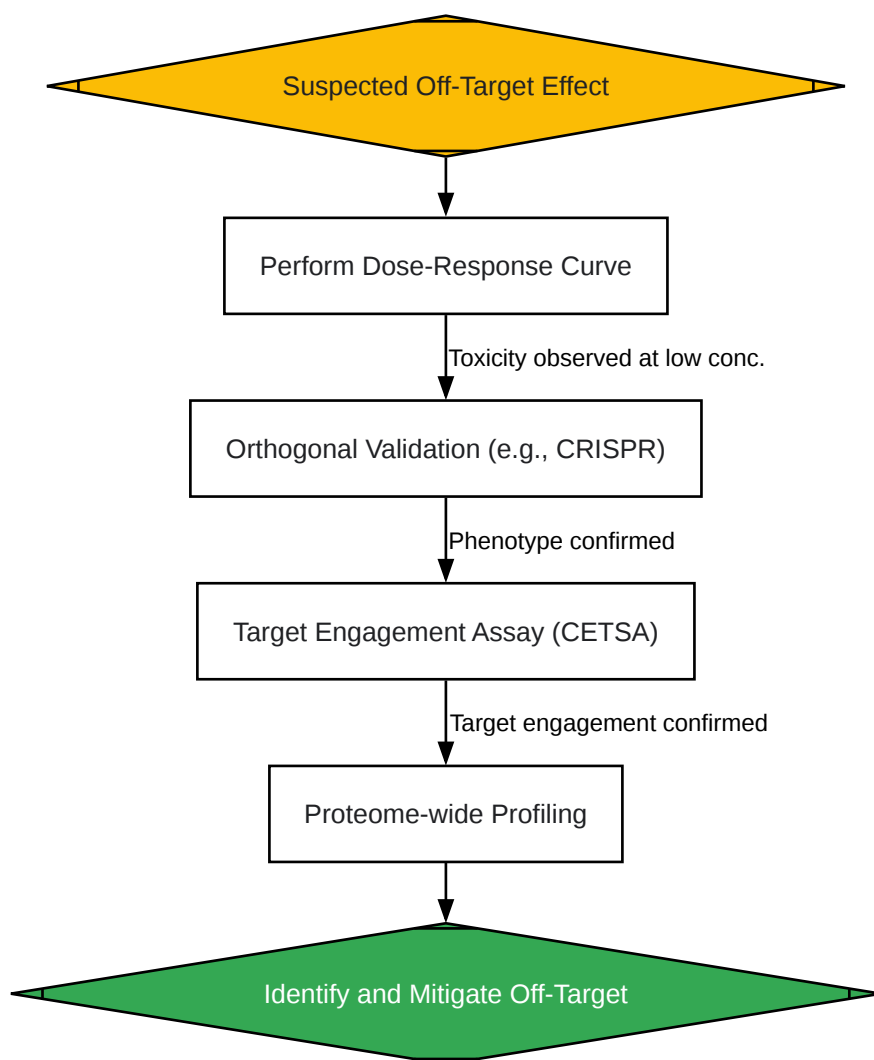 Suspected Off-Target Effect
Perform Dose-Response Curve
Toxicity observed at low conc.
Orthogonal Validation (e.g., CRISPR)
Phenotype confirmed
Target Engagement Assay (CETSA)
Target engagement confirmed
Proteome-wide Profiling
Identify and Mitigate Off-Target